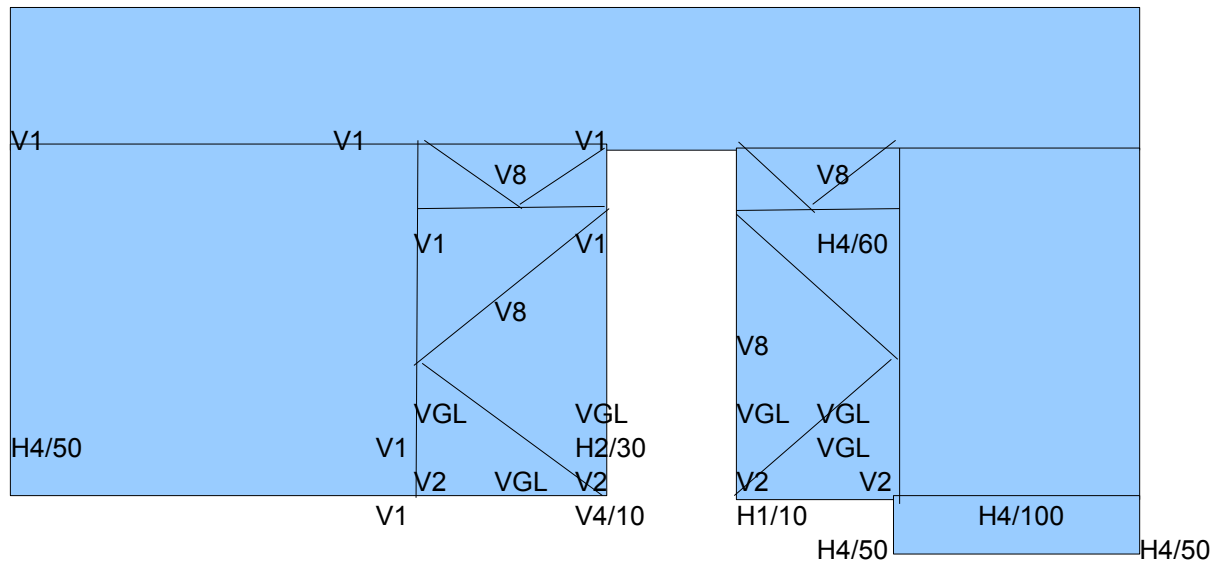 V1 V1 V1
V8 V8
V1 V1 H4/60
V8
V8
VGL VGL VGL VGL
H4/50 V1 H2/30 VGL
V2 VGL V2 V2 V2
V1 V4/10 H1/10 H4/100
H4/50 H4/50